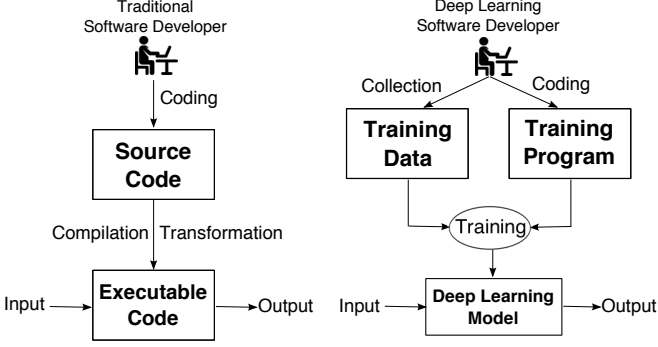 Traditional
Software Developer
Coding
Source
Code
Compilation
Transformation
Input
Executable
Code
Output
Deep Learning
Software Developer
Collection
Coding
Training
Data
Training
Program
Training
Input
Deep Learning
Model
Output